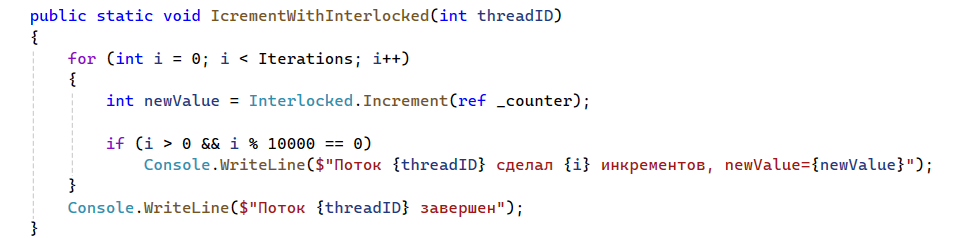 public static void IcrementWithInterlocked(int threadID)
{
    for (int i = 0; i < Iterations; i++)
    {
        int newValue = Interlocked.Increment(ref _counter);

        if (i > 0 && i % 10000 == 0)
            Console.WriteLine($"Поток {threadID} сделал {i} инкрементов, newValue={newValue}");
    }
    Console.WriteLine($"Поток {threadID} завершен");
}